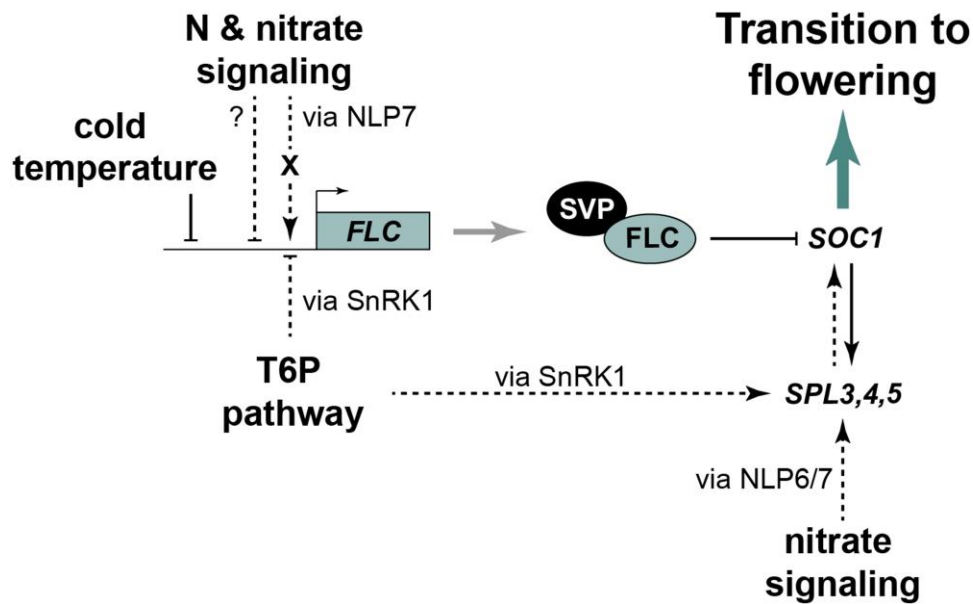 N & nitrate
signaling
Transition to
flowering
cold
temperature
?
via NLP7
X
FLC
SVP
FLC
SOC1
via SnRK1
T6P
pathway
via SnRK1
SPL3,4,5
via NLP6/7
nitrate
signaling